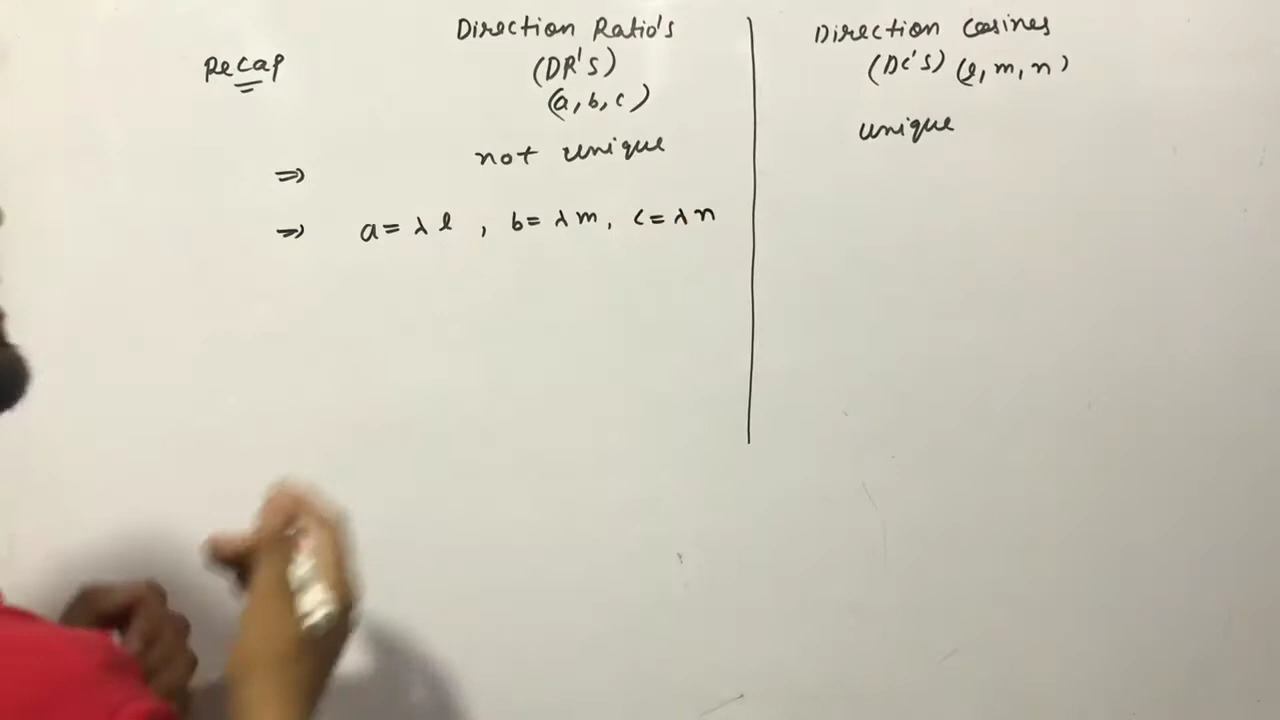 Recap
Direction Ratio's
(DR's)
(a, b, c)
not unique
⇒
⇒ a = λ l , b = λ m, c = λ n
Direction Cosines
(DC's) (l, m, n)
unique